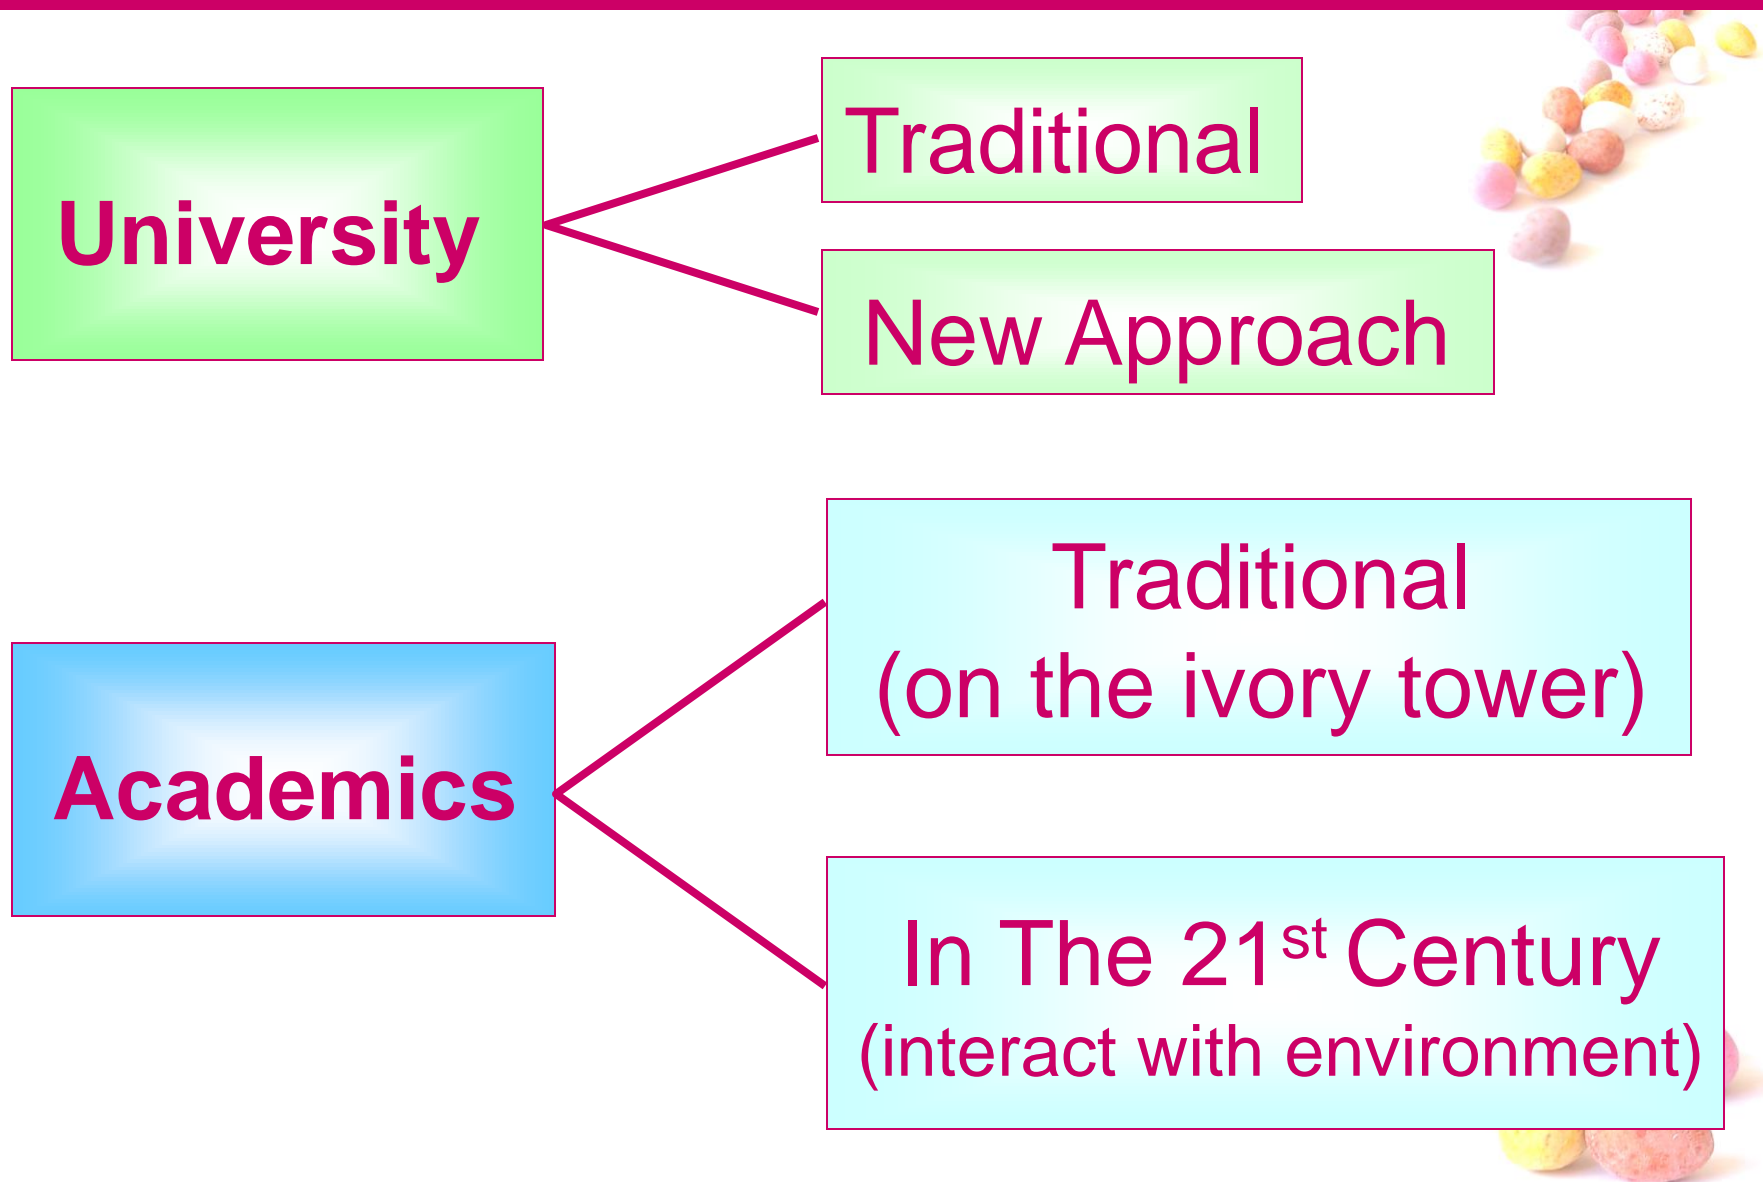 University
Traditional
New Approach
Academics
Traditional
(on the ivory tower)
In The 21st Century
(interact with environment)